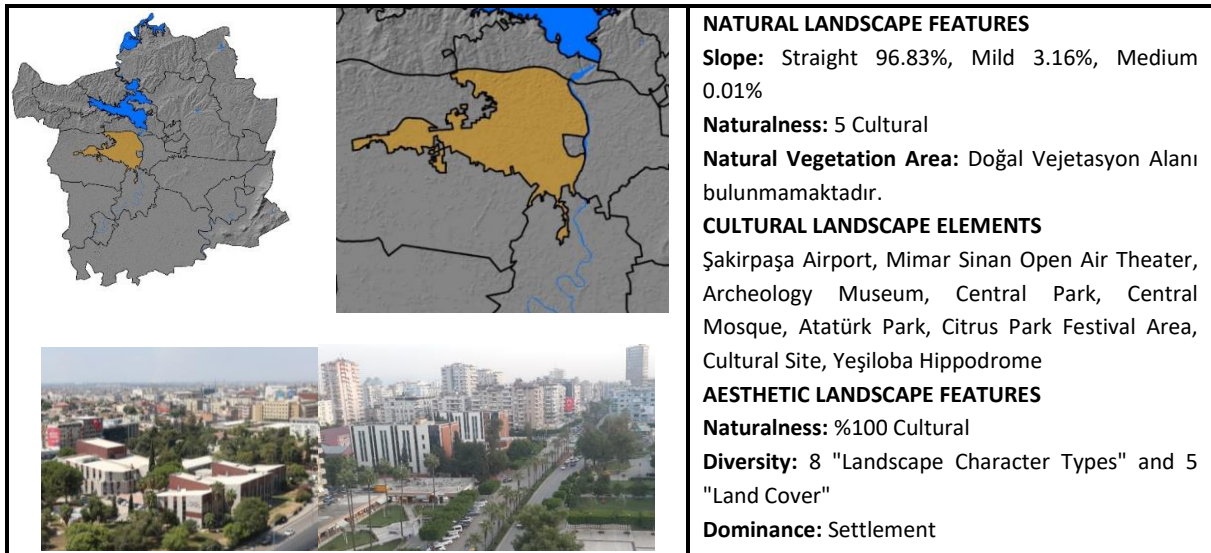 NATURAL LANDSCAPE FEATURES
Slope: Straight 96.83%, Mild 3.16%, Medium
0.01%
Naturalness: 5 Cultural
Natural Vegetation Area: Doğal Vejetasyon Alanı
bulunmamaktadır.
CULTURAL LANDSCAPE ELEMENTS
Şakirpaşa Airport, Mimar Sinan Open Air Theater,
Archeology Museum, Central Park, Central
Mosque, Atatürk Park, Citrus Park Festival Area,
Cultural Site, Yeşiloba Hippodrome
AESTHETIC LANDSCAPE FEATURES
Naturalness: %100 Cultural
Diversity: 8 "Landscape Character Types" and 5
"Land Cover"
Dominance: Settlement